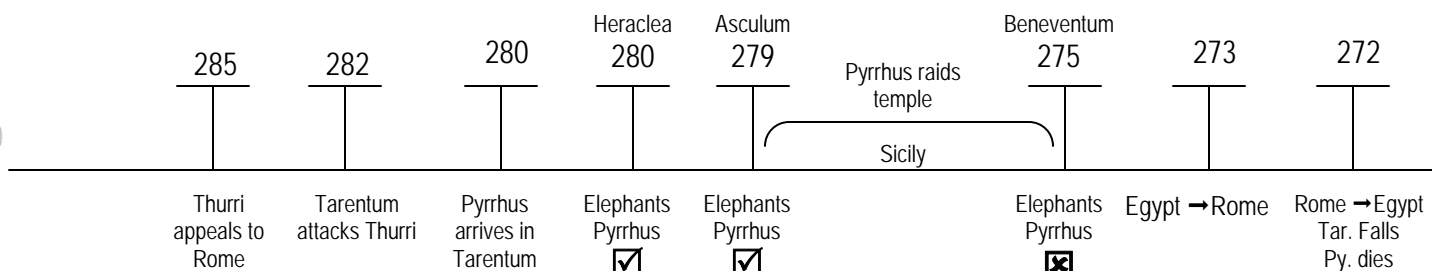 285
Thurri
appeals to
Rome
282
Tarentum
attacks Thurri
280
Pyrrhus
arrives in
Tarentum
Heraclea
280
Elephants
Pyrrhus
☑
Asculum
279
Elephants
Pyrrhus
☑
Pyrrhus raids
temple
Sicily
Beneventum
275
Elephants
Pyrrhus
☒
273
Egypt →Rome
272
Rome →Egypt
Tar. Falls
Py. dies